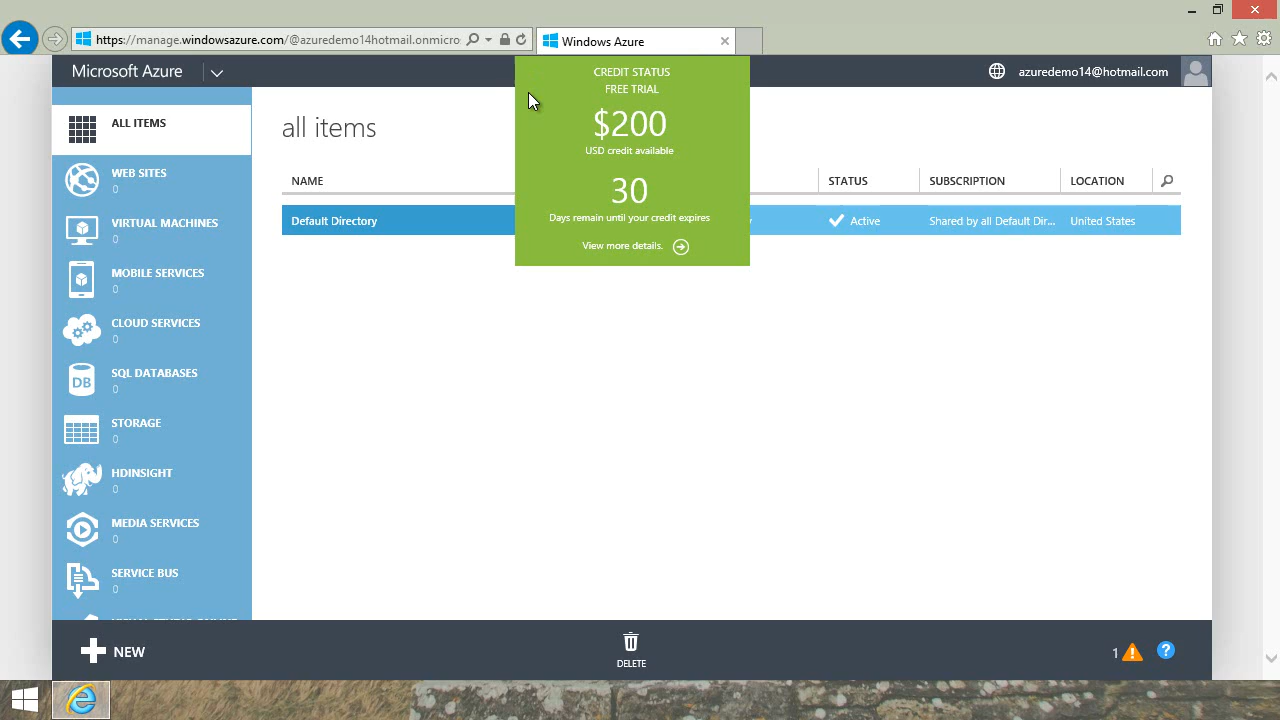 https://manage.windowsazure.com/@azuredemo14hotmail.onmicro
Windows Azure
Microsoft Azure
CREDIT STATUS
FREE TRIAL
$200
USD credit available
30
Days remain until your credit expires
View more details.
azuredemo14@hotmail.com
ALL ITEMS
WEB SITES
0
VIRTUAL MACHINES
0
MOBILE SERVICES
0
CLOUD SERVICES
0
DB
SQL DATABASES
0
STORAGE
0
HDINSIGHT
0
MEDIA SERVICES
0
SERVICE BUS
0
all items
NAME
STATUS
SUBSCRIPTION
LOCATION
Default Directory
Active
Shared by all Default Dir...
United States
NEW
DELETE
1
?